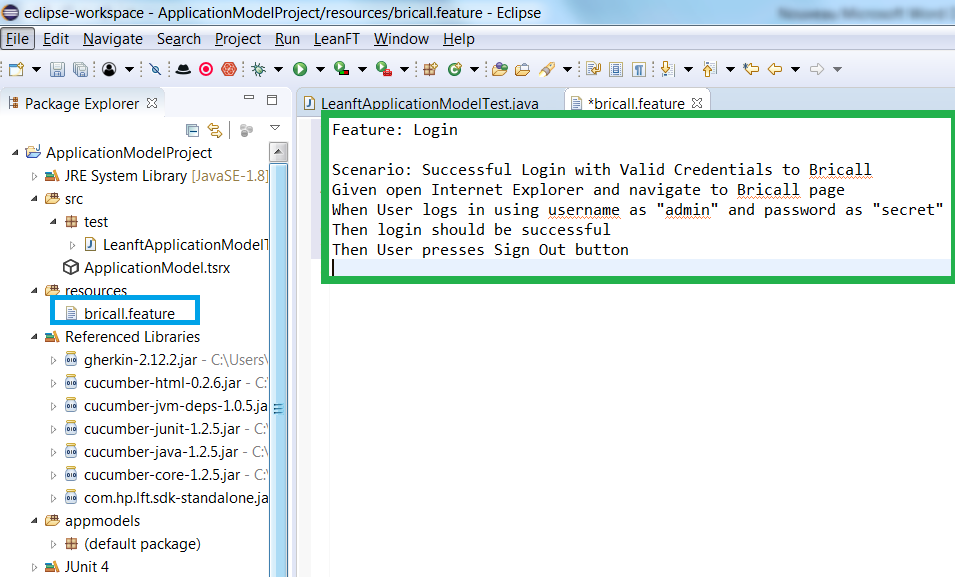 eclipse-workspace - ApplicationModelProject/resources/bricall.feature - Eclipse
File Edit Navigate Search Project Run LeanFT Window Help
Package Explorer
LeanftApplicationModelTest.java *bricall.feature
ApplicationModelProject
JRE System Library [JavaSE-1.8]
src
test
LeanftApplicationModelT
ApplicationModel.tsrx
resources
bricall.feature
Referenced Libraries
gherkin-2.12.2.jar - C:\Users\
cucumber-html-0.2.6.jar - C:
cucumber-jvm-deps-1.0.5.ja
cucumber-junit-1.2.5.jar - C:
cucumber-java-1.2.5.jar - C:\
cucumber-core-1.2.5.jar - C:\
com.hp.lft.sdk-standalone.ja
appmodels
(default package)
JUnit 4
Feature: Login
Scenario: Successful Login with Valid Credentials to Bricall
Given open Internet Explorer and navigate to Bricall page
When User logs in using username as "admin" and password as "secret"
Then login should be successful
Then User presses Sign Out button